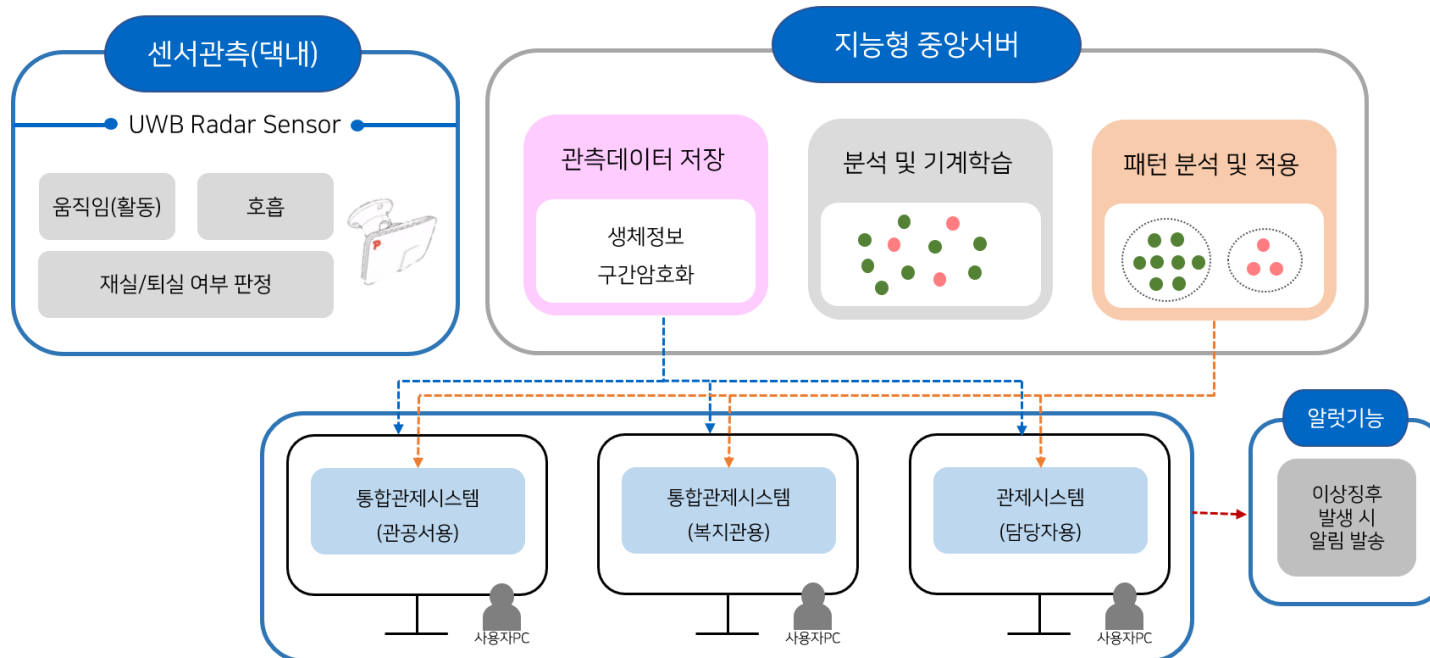 센서관측(댁내)
UWB Radar Sensor
움직임(활동)
호흡
재실/퇴실 여부 판정
P
지능형 중앙서버
관측데이터 저장
생체정보
구간암호화
분석 및 기계학습
패턴 분석 및 적용
통합관제시스템
(관공서용)
사용자PC
통합관제시스템
(복지관용)
사용자PC
관제시스템
(담당자용)
사용자PC
알럿기능
이상징후
발생 시
알림 발송